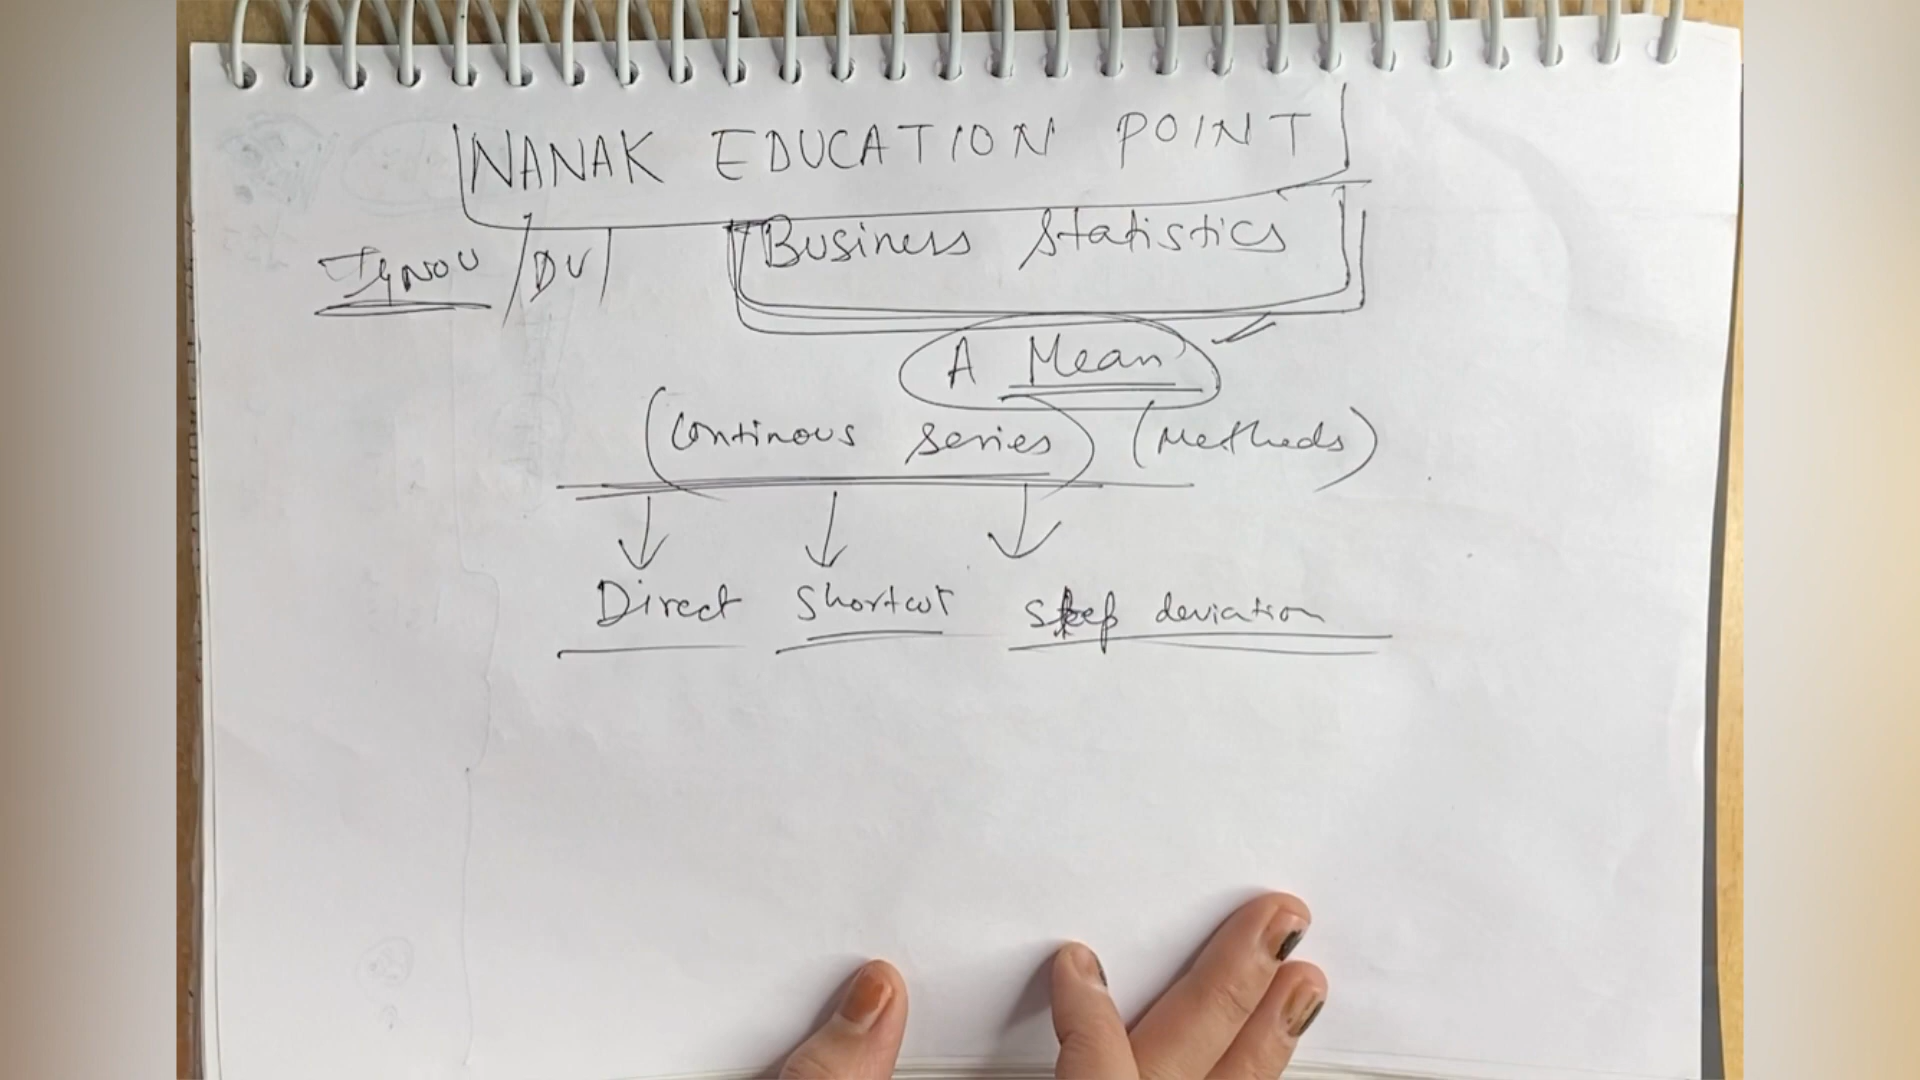 NANAK EDUCATION POINT
Ignou / DU
Business Statistics
A Mean
(Continous series) (Methods)
Direct Shortcut Step deviation